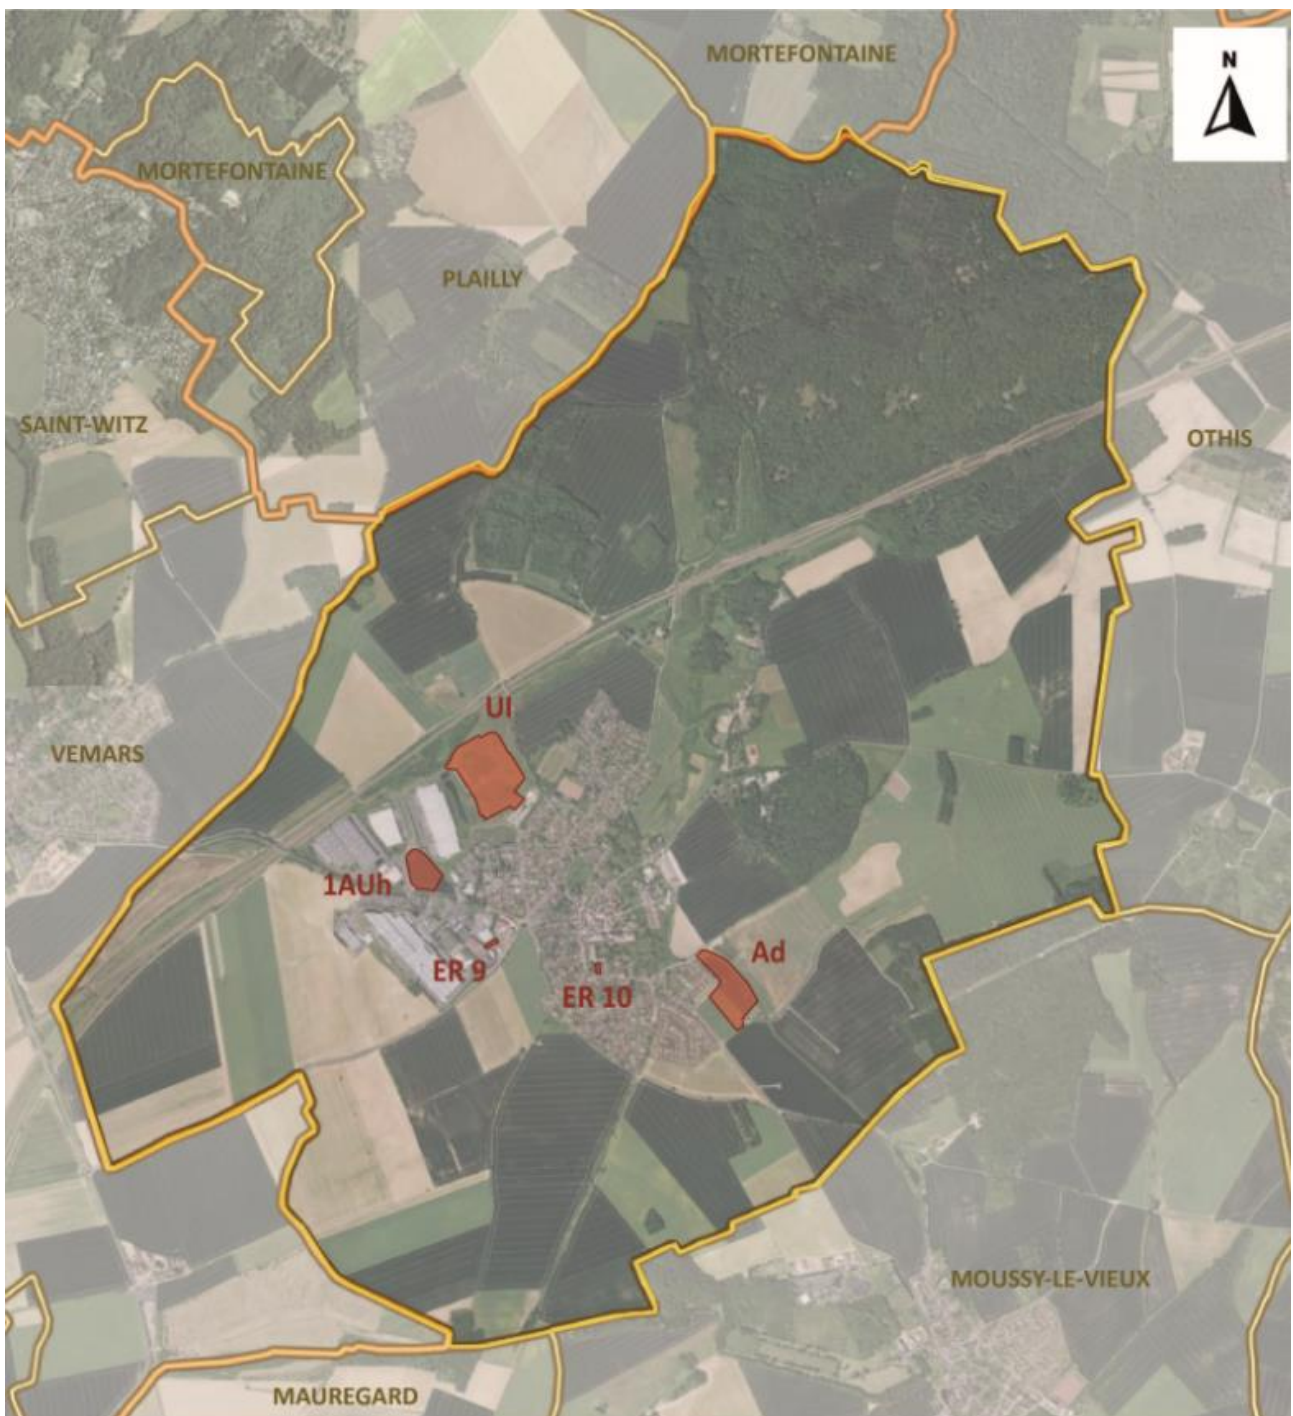 MORTEFONTAINE
N
MORTEFONTAINE
PLAILLY
SAINT-WITZ
OTHIS
UI
VEMARS
1AUh
Ad
ER 9
ER 10
MOUSSY-LE-VIEUX
MAUREGARD